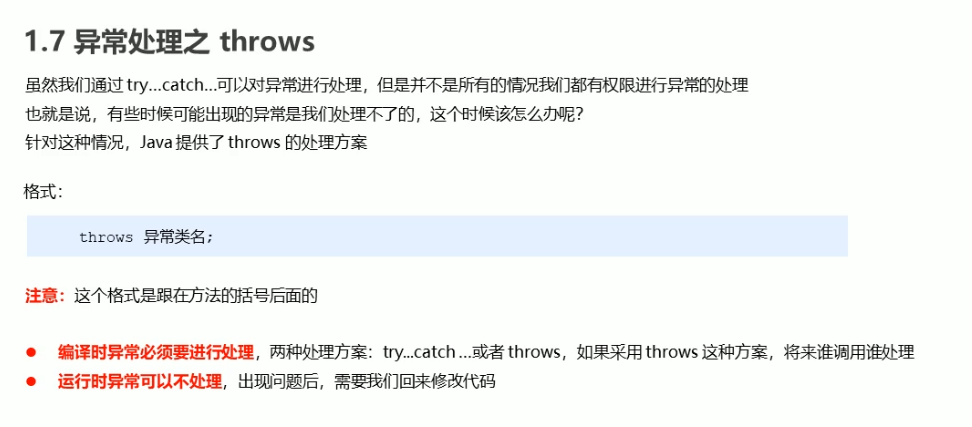 1.7 异常处理之 throws
虽然我们通过 try...catch...可以对异常进行处理，但是并不是所有的情况我们都有权限进行异常的处理
也就是说，有些时候可能出现的异常是我们处理不了的，这个时候该怎么办呢？
针对这种情况，Java 提供了 throws 的处理方案
格式：
throws 异常类名;
注意：这个格式是跟在方法的括号后面的
● 编译时异常必须要进行处理，两种处理方案：try...catch ...或者 throws，如果采用 throws 这种方案，将来谁调用谁处理
● 运行时异常可以不处理，出现问题后，需要我们回来修改代码